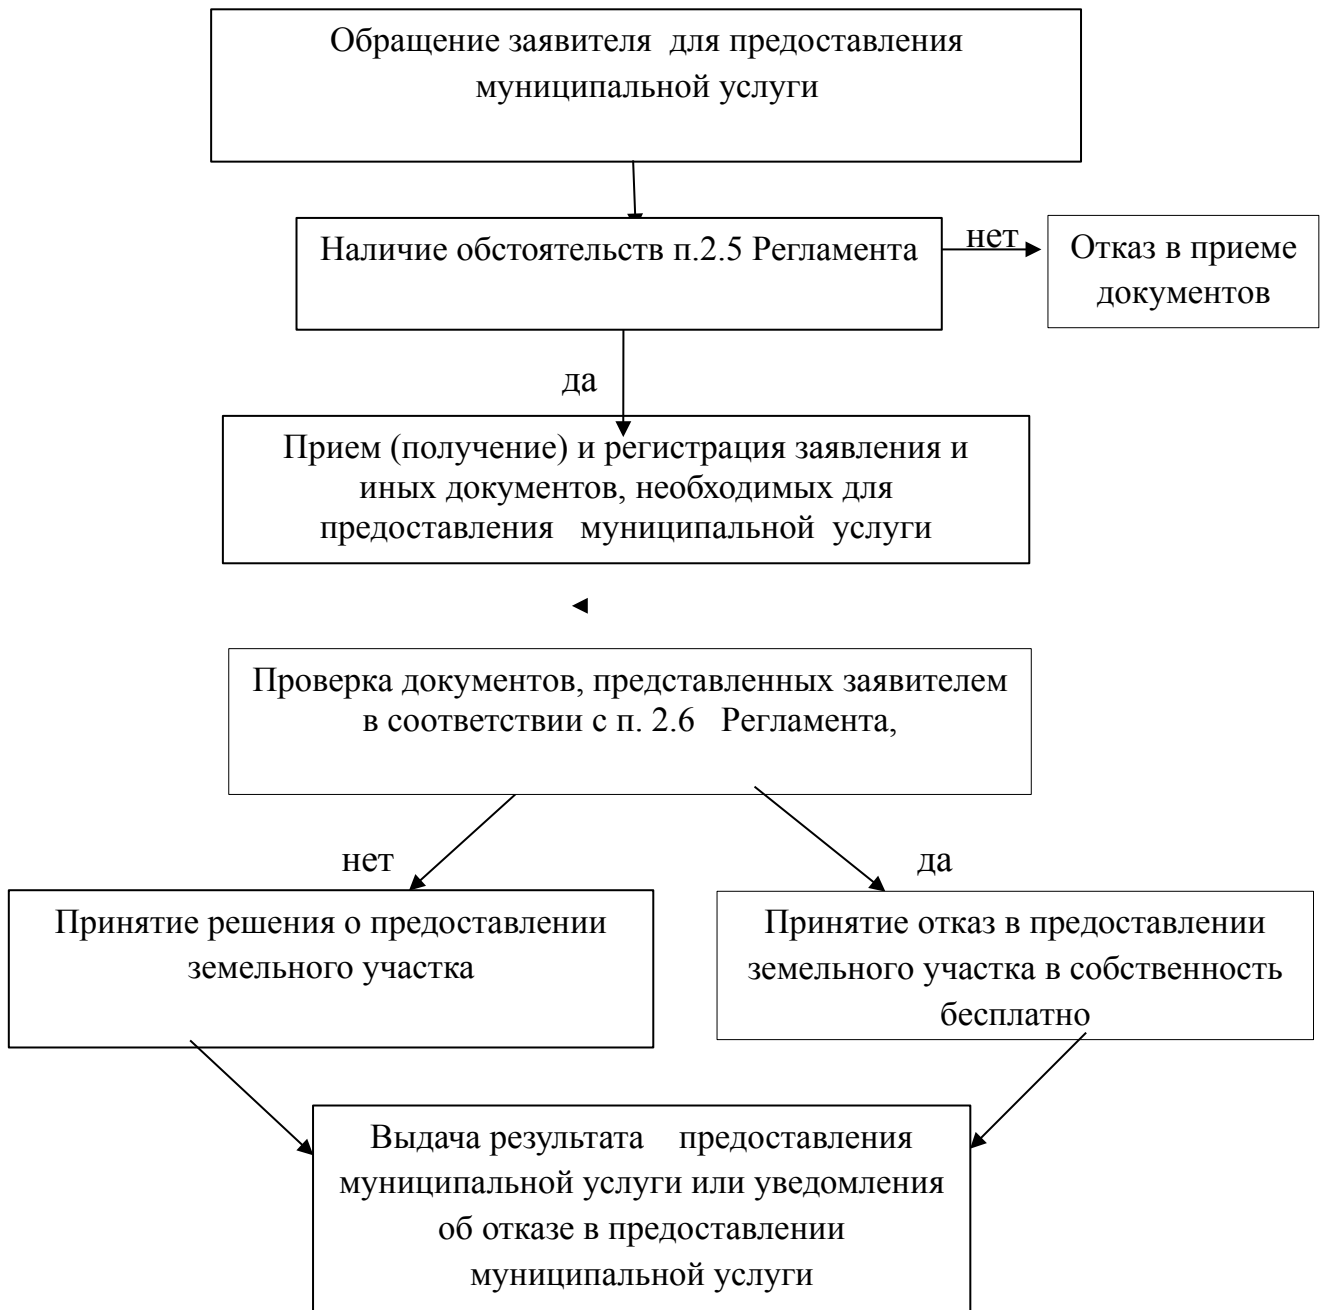 Обращение заявителя для предоставления
муниципальной услуги
Наличие обстоятельств п.2.5 Регламента
нет
Отказ в приеме
документов
да
Прием (получение) и регистрация заявления и
иных документов, необходимых для
предоставления муниципальной услуги
Проверка документов, представленных заявителем
в соответствии с п. 2.6 Регламента,
нет
да
Принятие решения о предоставлении
земельного участка
Принятие отказ в предоставлении
земельного участка в собственность
бесплатно
Выдача результата предоставления
муниципальной услуги или уведомления
об отказе в предоставлении
муниципальной услуги